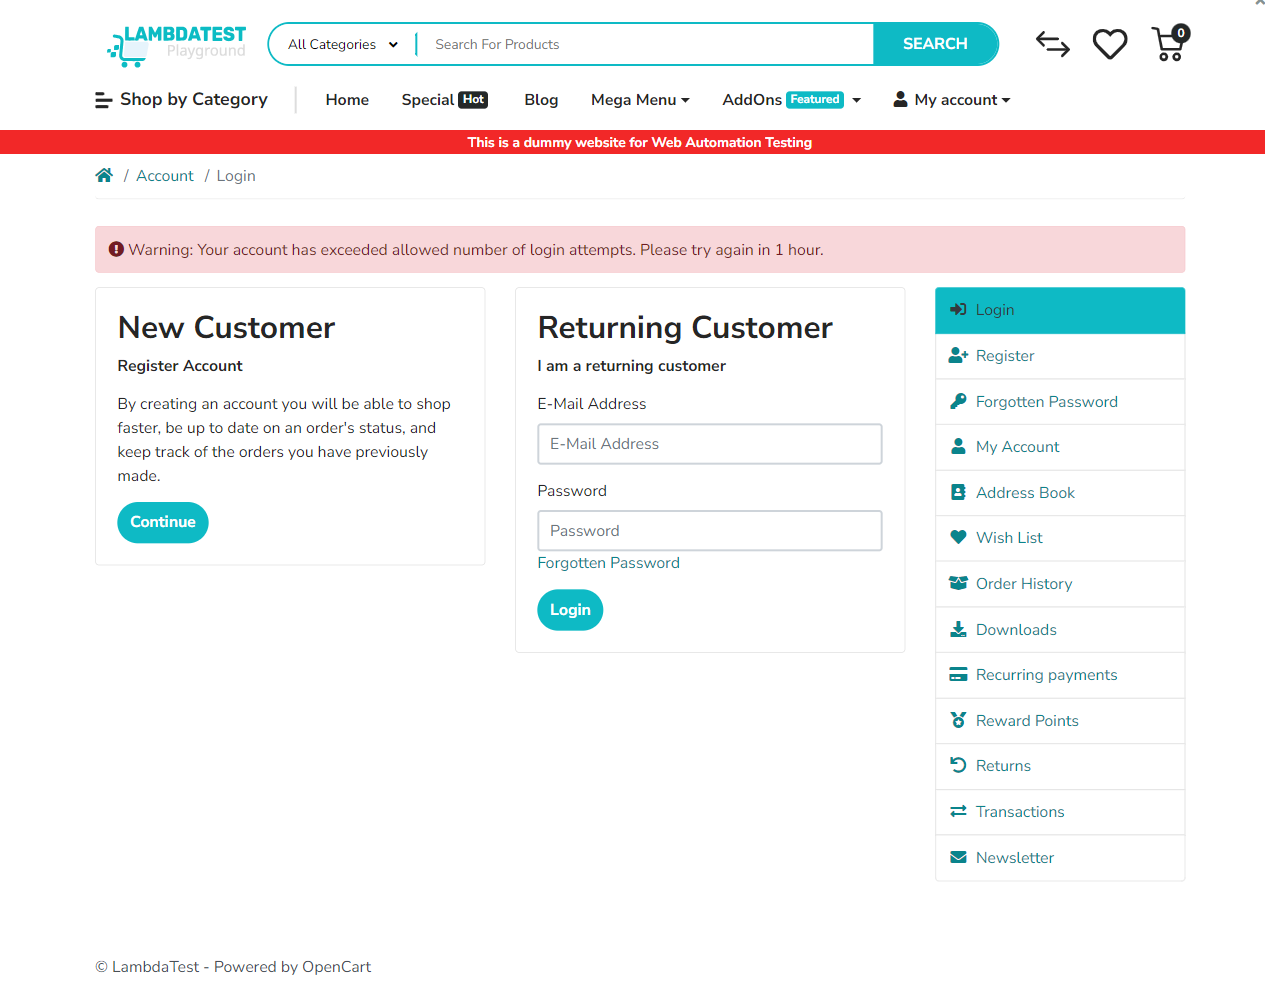 LAMBDATEST
Playground
All Categories
Search For Products
SEARCH
0
Shop by Category
Home
Special Hot
Blog
Mega Menu
AddOns Featured
My account
This is a dummy website for Web Automation Testing
/ Account / Login
Warning: Your account has exceeded allowed number of login attempts. Please try again in 1 hour.
New Customer
Register Account
By creating an account you will be able to shop
faster, be up to date on an order's status, and
keep track of the orders you have previously
made.
Continue
Returning Customer
I am a returning customer
E-Mail Address
E-Mail Address
Password
Password
Forgotten Password
Login
Login
Register
Forgotten Password
My Account
Address Book
Wish List
Order History
Downloads
Recurring payments
Reward Points
Returns
Transactions
Newsletter
© LambdaTest - Powered by OpenCart